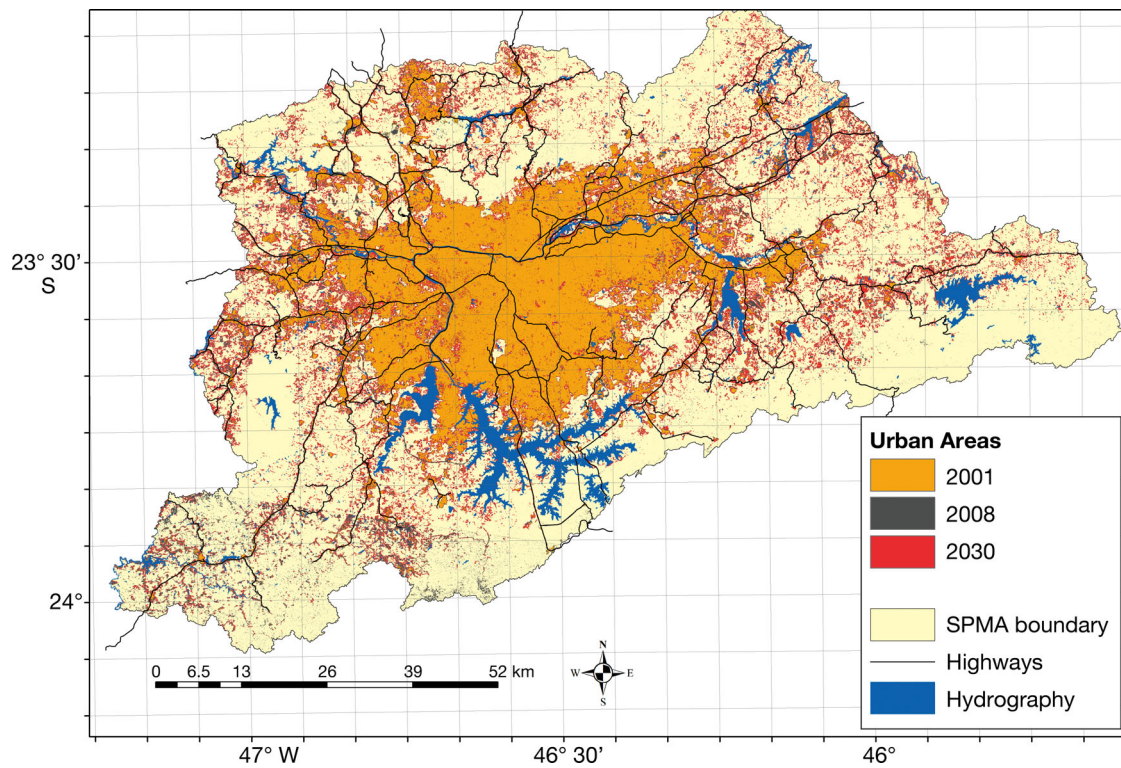 23° 30'
S
24°
47° W
46° 30'
46°
0 6.5 13 26 39 52 km
N
W E
S
Urban Areas
2001
2008
2030
SPMA boundary
Highways
Hydrography